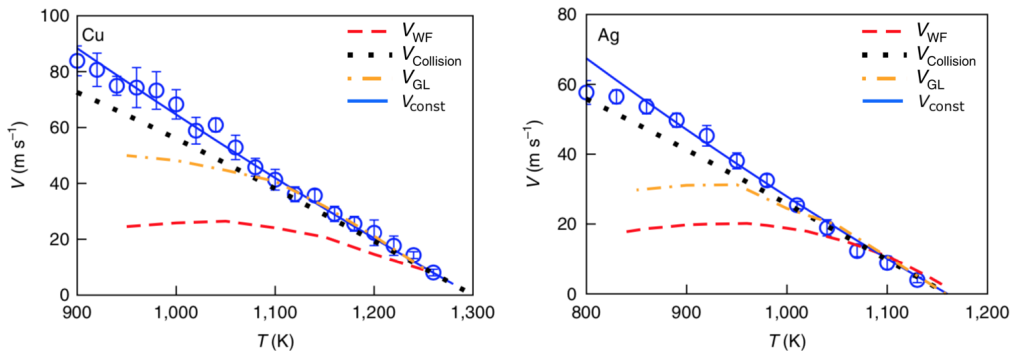 Cu
V_WF
V_Collision
V_GL
V_const
100
80
60
40
20
0
V (m s⁻¹)
900 1,000 1,100 1,200 1,300
T (K)
Ag
V_WF
V_Collision
V_GL
V_const
80
60
40
20
0
V (m s⁻¹)
800 900 1,000 1,100 1,200
T (K)